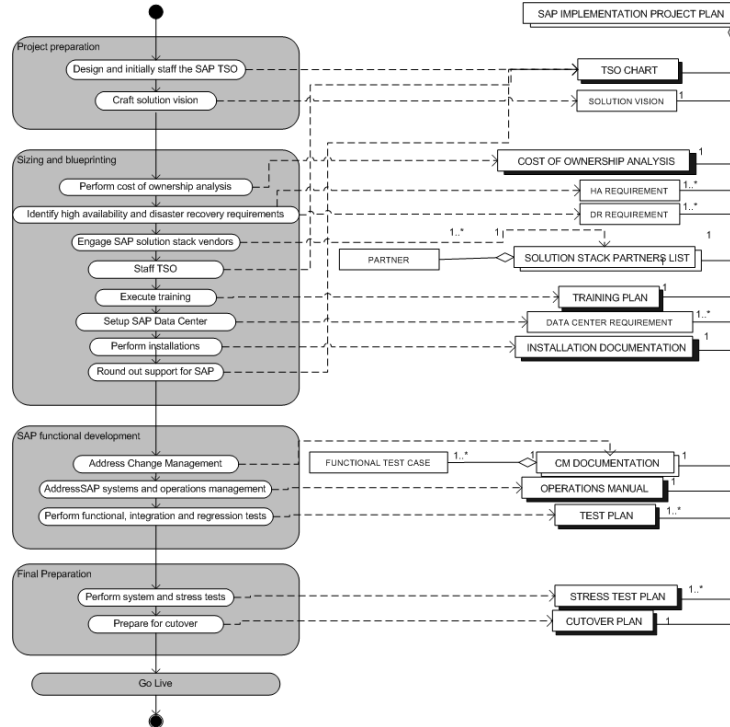 SAP IMPLEMENTATION PROJECT PLAN
Project preparation
Design and initially staff the SAP TSO
TSO CHART
Craft solution vision
SOLUTION VISION
1
Sizing and blueprinting
Perform cost of ownership analysis
COST OF OWNERSHIP ANALYSIS
1
Identify high availability and disaster recovery requirements
HA REQUIREMENT
1..*
DR REQUIREMENT
1..*
Engage SAP solution stack vendors
PARTNER
1..*
1
SOLUTION STACK PARTNERS LIST
1
1
Staff TSO
Execute training
TRAINING PLAN
1
Setup SAP Data Center
DATA CENTER REQUIREMENT
1..*
Perform installations
INSTALLATION DOCUMENTATION
1
Round out support for SAP
SAP functional development
Address Change Management
FUNCTIONAL TEST CASE
1..*
1
CM DOCUMENTATION
1
AddressSAP systems and operations management
OPERATIONS MANUAL
1
Perform functional, integration and regression tests
TEST PLAN
1..*
Final Preparation
Perform system and stress tests
STRESS TEST PLAN
1..*
Prepare for cutover
CUTOVER PLAN
1
Go Live